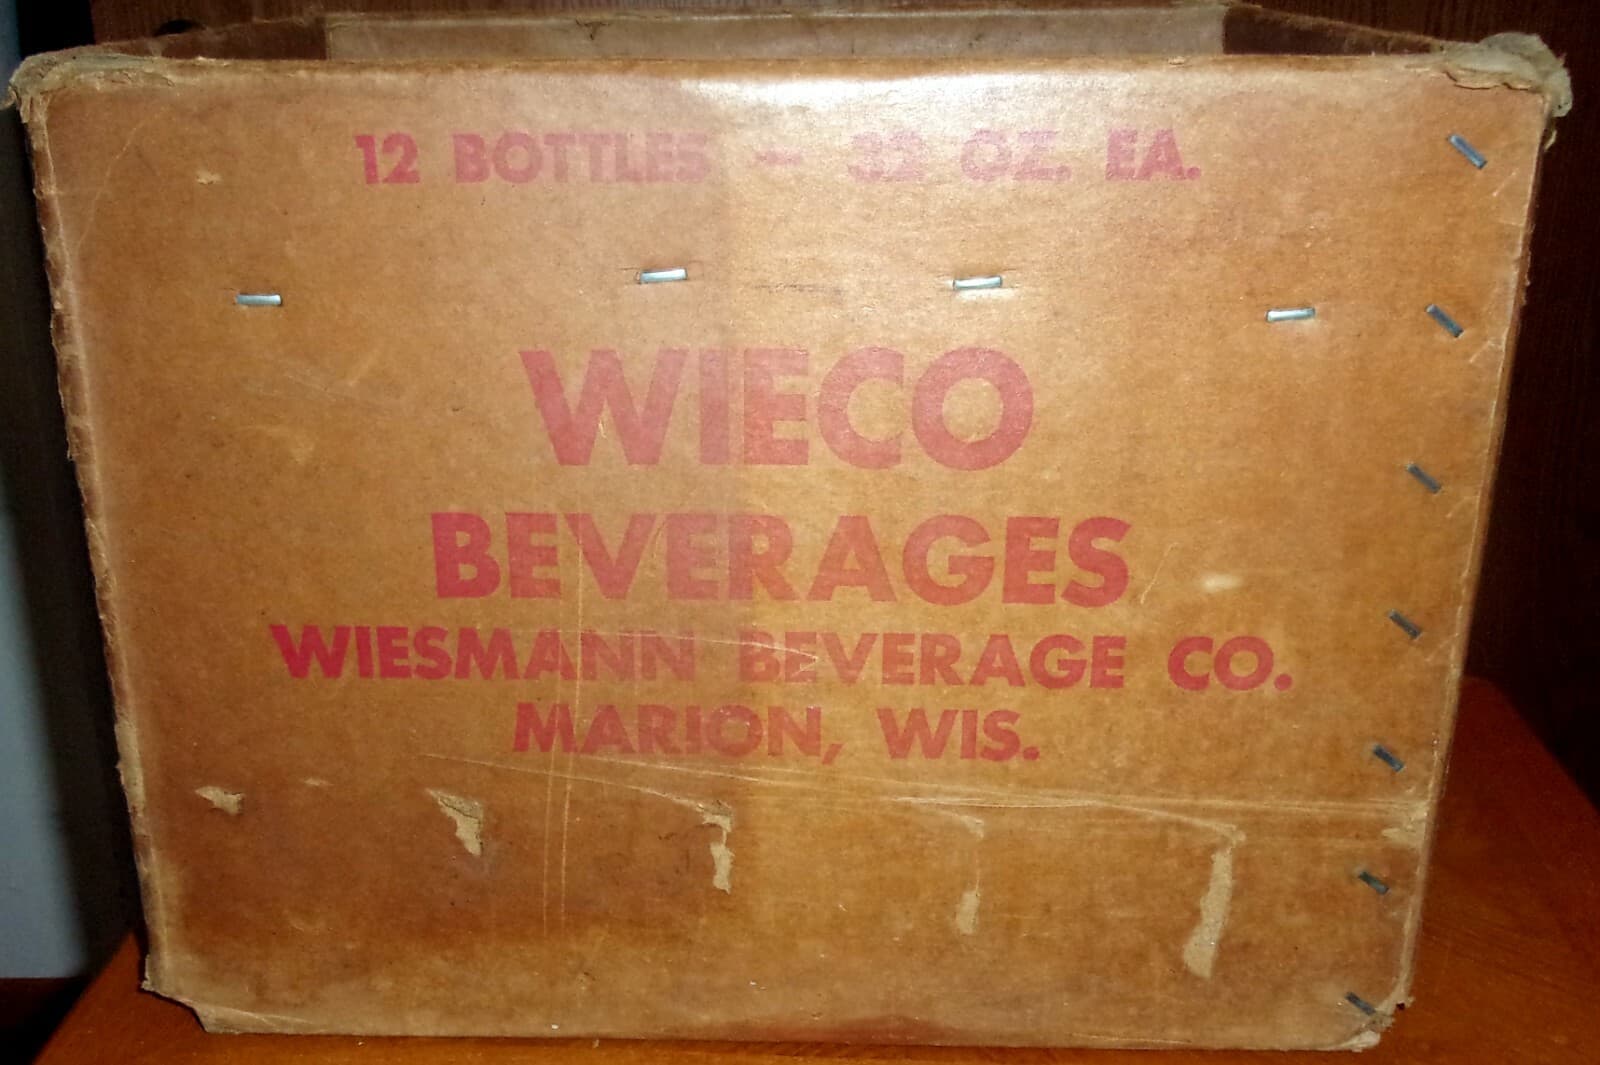 12 BOTTLES - 32 OZ. EA.
WIECO
BEVERAGES
WIESMANN BEVERAGE CO.
MARION, WIS.